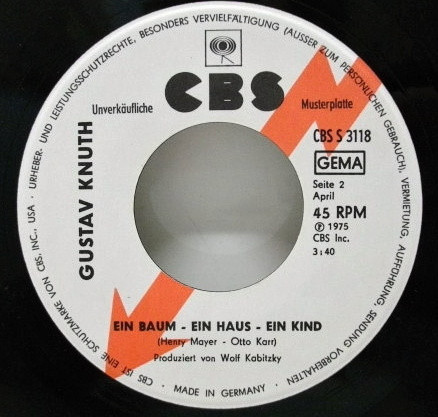 URHEBER- UND LEISTUNGSSCHUTZRECHTE, BESONDERS VERVIELFÄLTIGUNG (AUSSER ZUM PERSÖNLICHEN GEBRAUCH), VERMIETUNG, AUFFÜHRUNG, SENDUNG VORBEHALTEN
CBS
Unverkäufliche
Musterplatte
GUSTAV KNUTH
CBS S 3118
GEMA
Seite 2
April
45 RPM
Ⓟ 1975
CBS Inc.
3:40
EIN BAUM - EIN HAUS - EIN KIND
(Henry Mayer - Otto Karr)
Produziert von Wolf Kabitzky
CBS IST EINE SCHUTZMARKE VON CBS, INC., USA •
• MADE IN GERMANY •